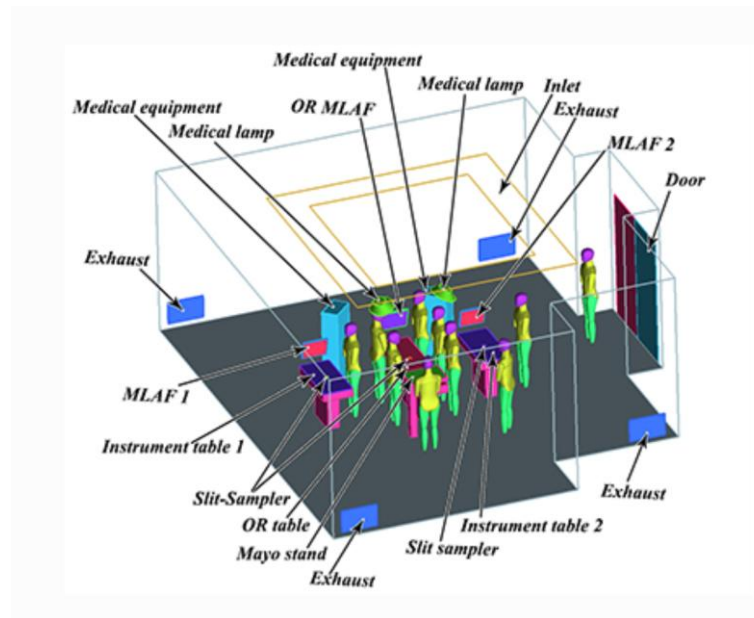 Medical equipment
Medical lamp
Inlet
OR MLAF
Exhaust
Medical equipment
Medical lamp
MLAF 2
Door
Exhaust
MLAF 1
Instrument table 1
Slit-Sampler
Exhaust
OR table
Instrument table 2
Mayo stand
Slit sampler
Exhaust